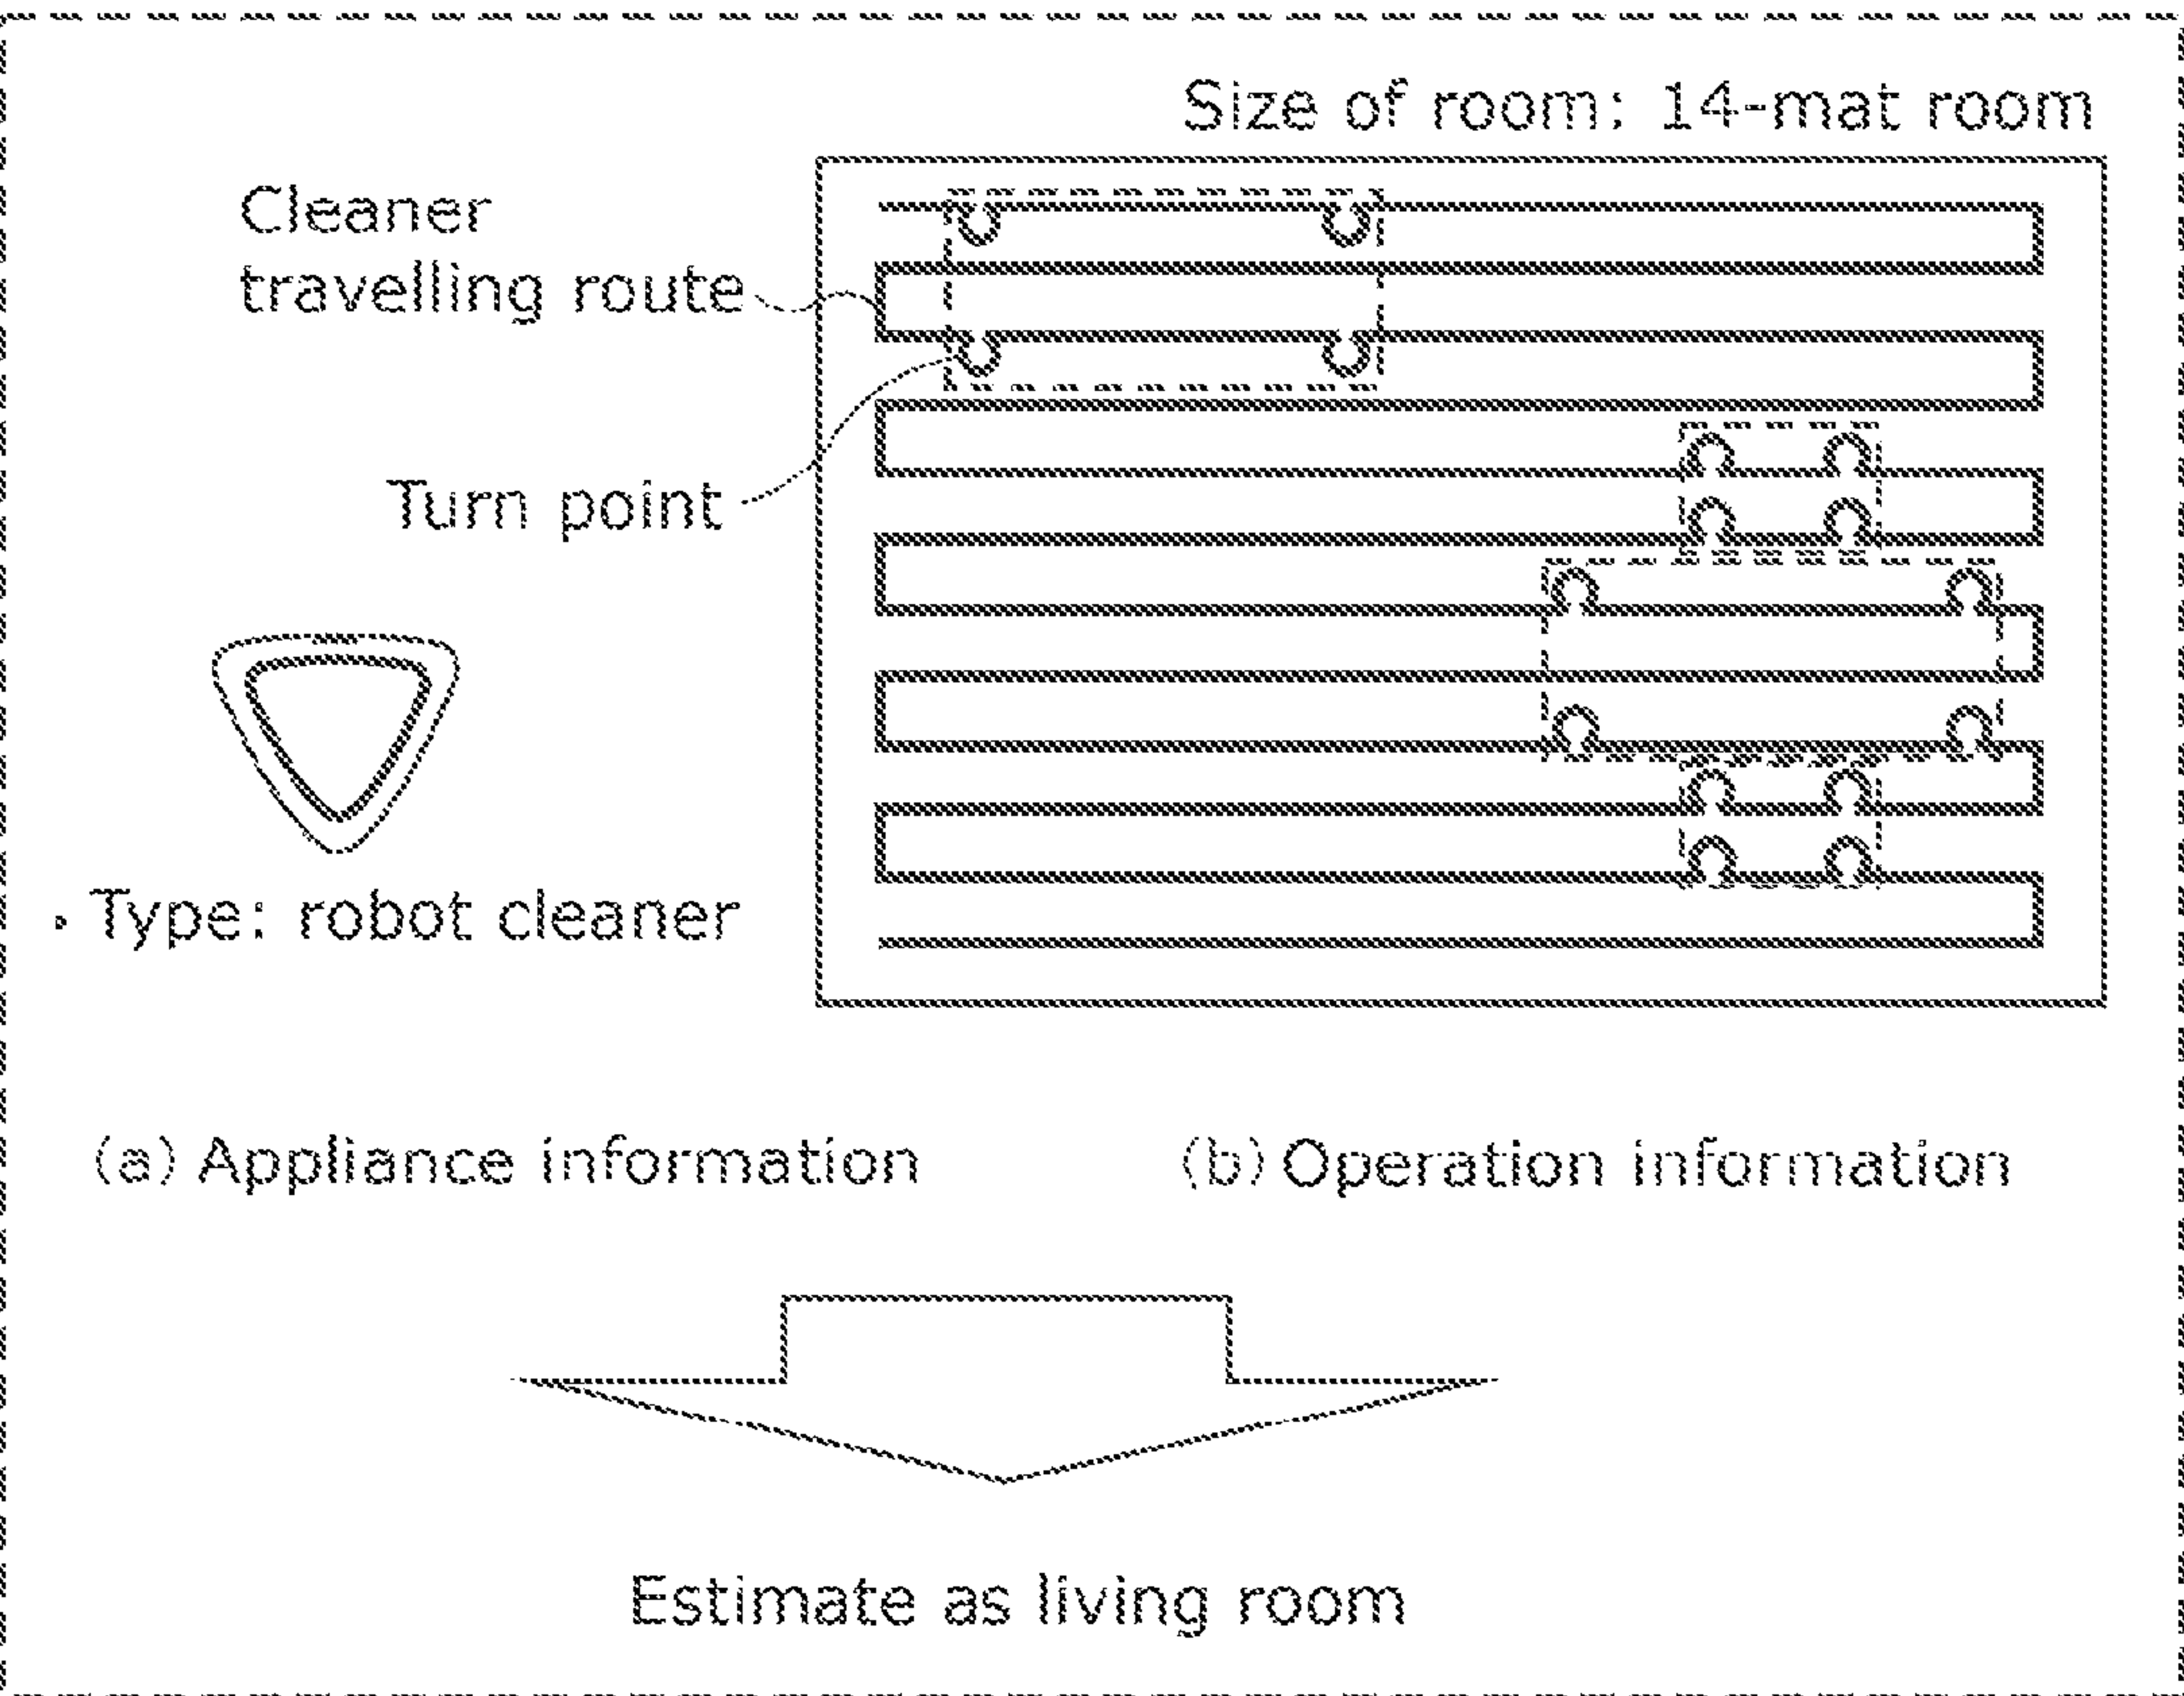 Size of room: 14-mat room
Cleaner
travelling route
Turn point
・Type: robot cleaner
(a) Appliance information
(b) Operation information
Estimate as living room